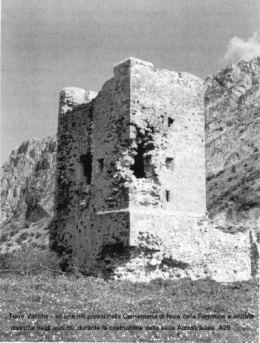 Torre Vacche - situata nei pressi della Cementeria di Isola delle Femmine e andata
distrutta negli anni 60, durante la costruzione della sede Autostradale A29